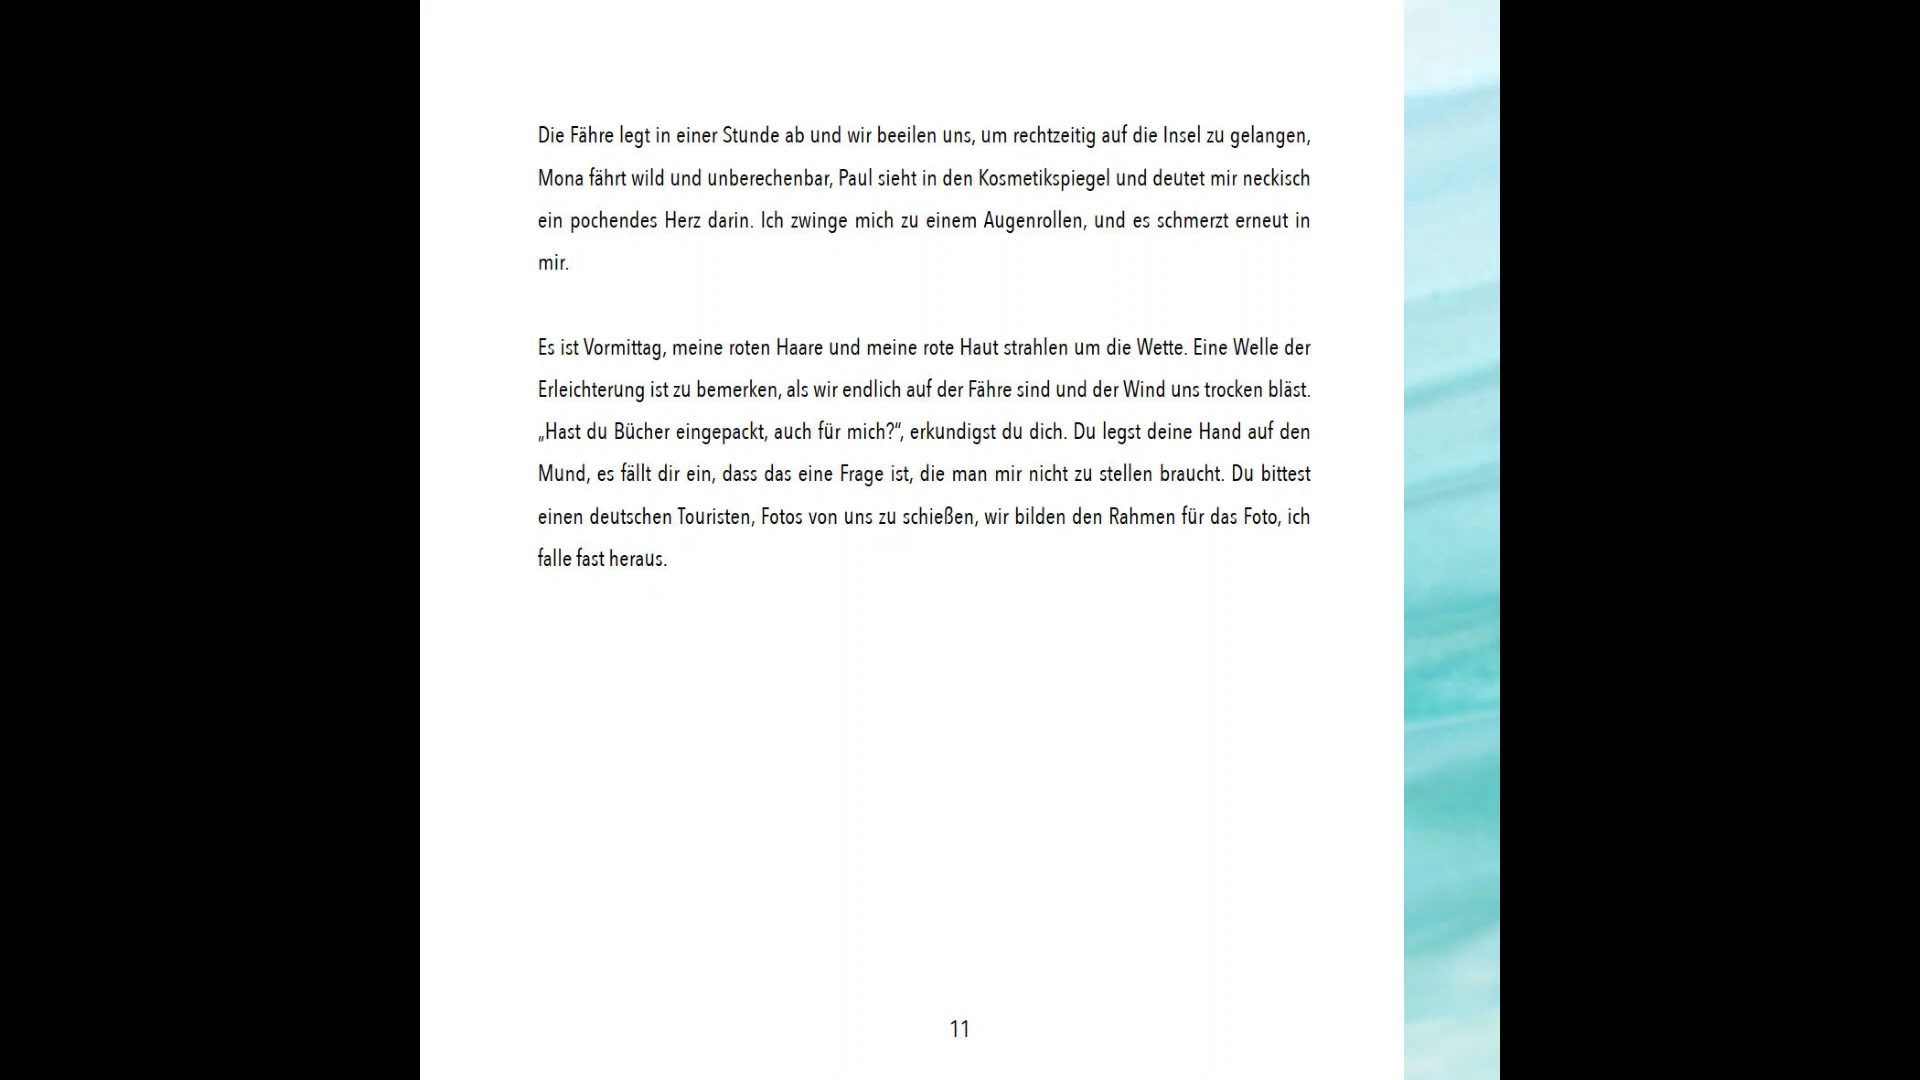 Die Fähre legt in einer Stunde ab und wir beeilen uns, um rechtzeitig auf die Insel zu gelangen,
Mona fährt wild und unberechenbar, Paul sieht in den Kosmetikspiegel und deutet mir neckisch
ein pochendes Herz darin. Ich zwinge mich zu einem Augenrollen, und es schmerzt erneut in
mir.
Es ist Vormittag, meine roten Haare und meine rote Haut strahlen um die Wette. Eine Welle der
Erleichterung ist zu bemerken, als wir endlich auf der Fähre sind und der Wind uns trocken bläst.
„Hast du Bücher eingepackt, auch für mich?“, erkundigst du dich. Du legst deine Hand auf den
Mund, es fällt dir ein, dass das eine Frage ist, die man mir nicht zu stellen braucht. Du bittest
einen deutschen Touristen, Fotos von uns zu schießen, wir bilden den Rahmen für das Foto, ich
falle fast heraus.
11